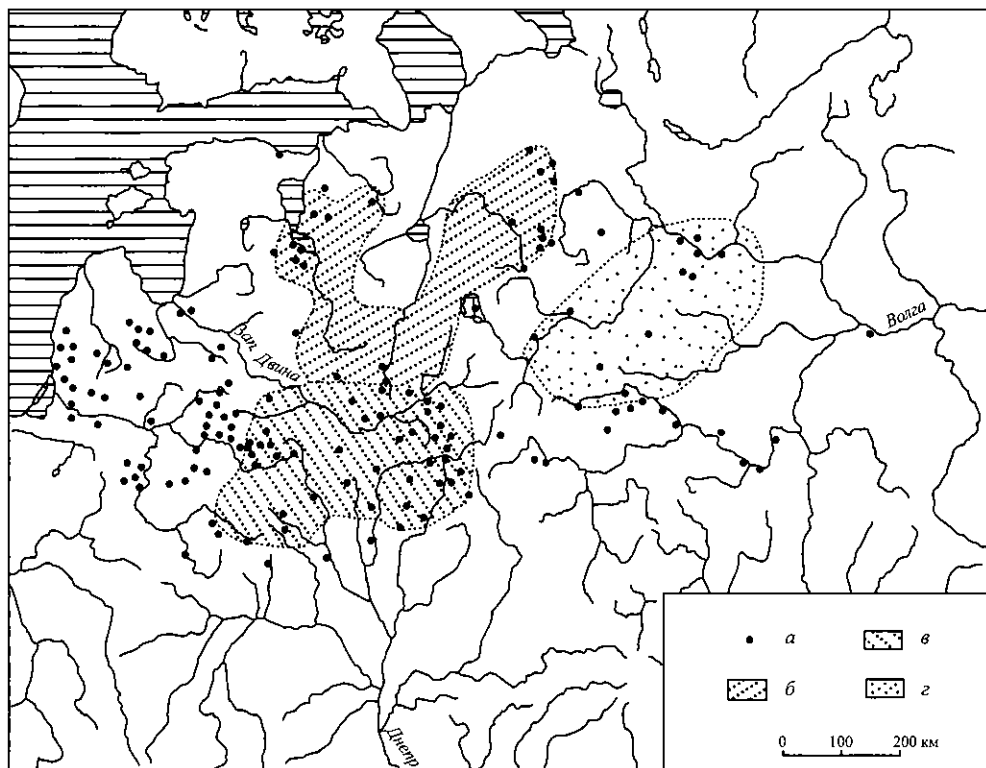 Зап. Двина
Волга
Днепр
а
в
б
г
0 100 200 км